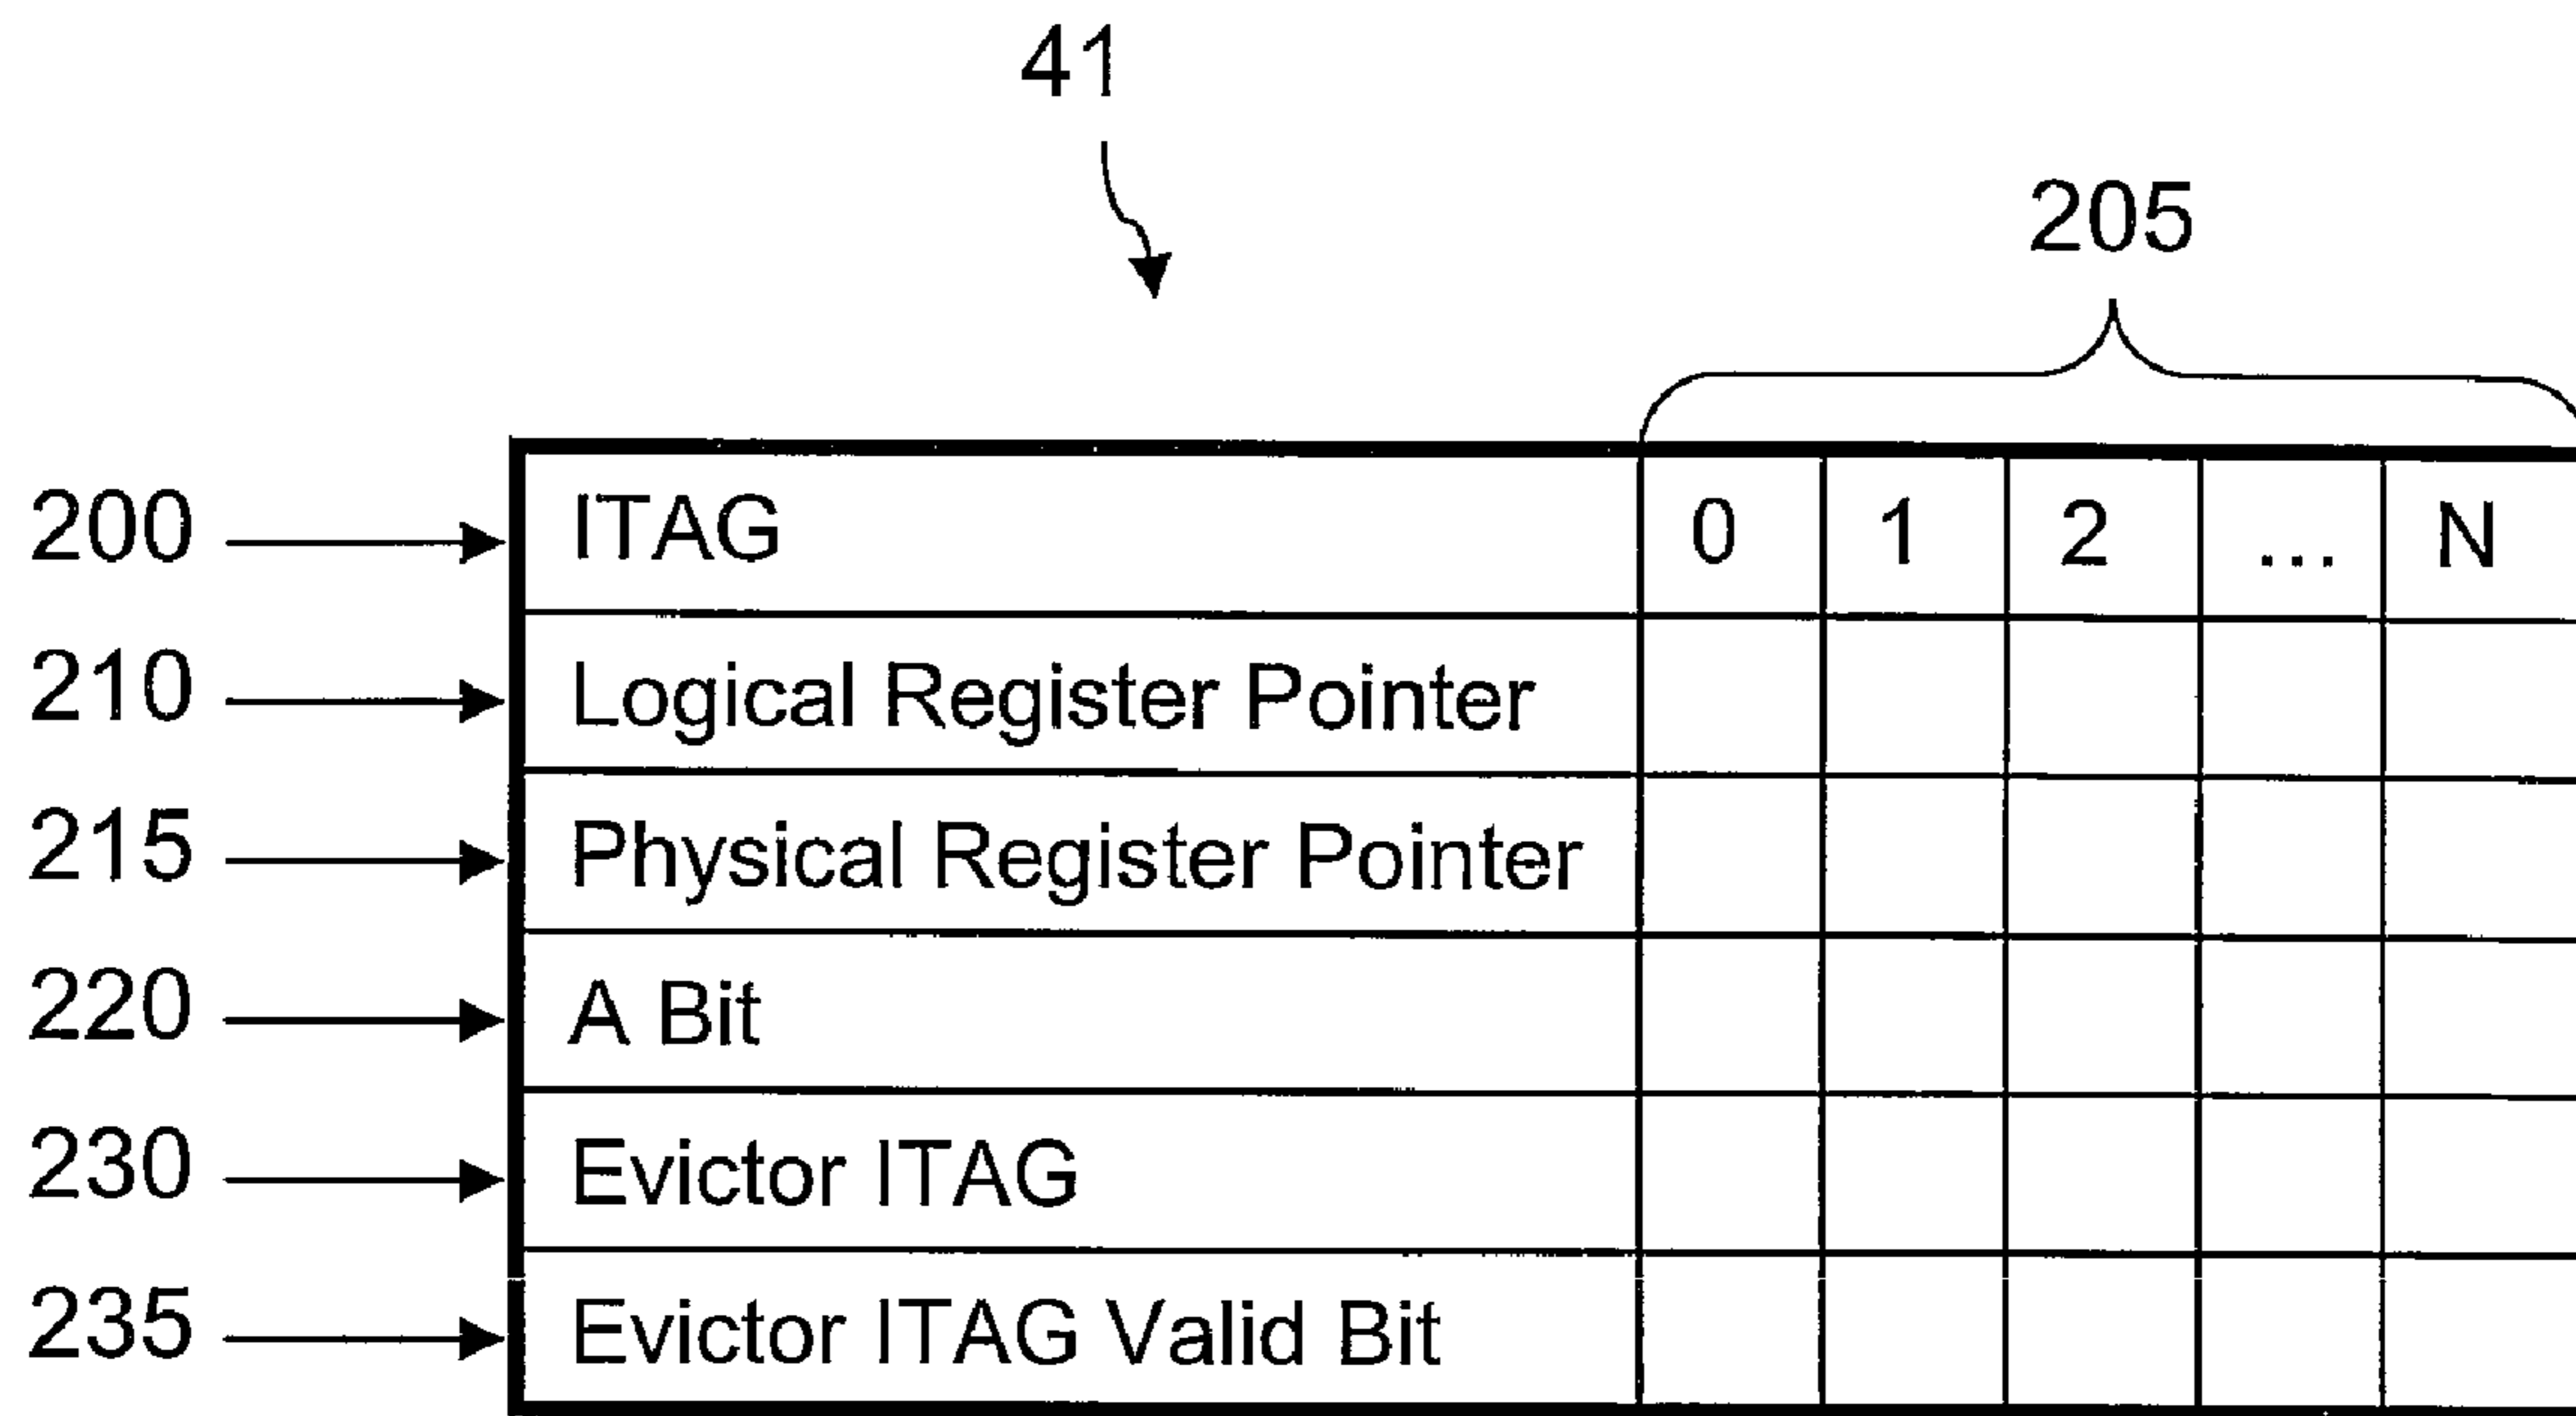 41
205
200 ITAG 0 1 2 ... N
210 Logical Register Pointer
215 Physical Register Pointer
220 A Bit
230 Evictor ITAG
235 Evictor ITAG Valid Bit